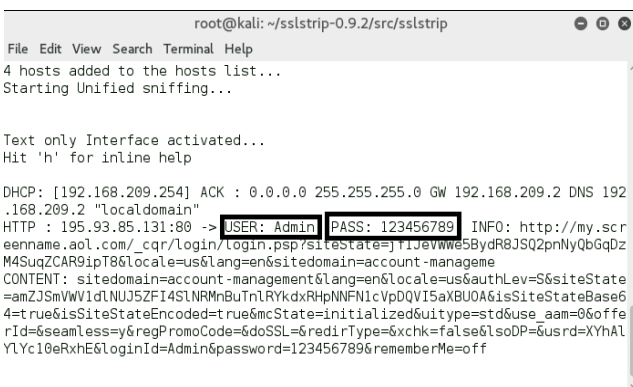 root@kali: ~/sslstrip-0.9.2/src/sslstrip
File Edit View Search Terminal Help
4 hosts added to the hosts list...
Starting Unified sniffing...
Text only Interface activated...
Hit 'h' for inline help
DHCP: [192.168.209.254] ACK : 0.0.0.0 255.255.255.0 GW 192.168.209.2 DNS 192
.168.209.2 "localdomain"
HTTP : 195.93.85.131:80 -> USER: Admin PASS: 123456789 INFO: http://my.scr
eenname.aol.com/_cqr/login/login.psp?siteState=jfIJeVWWe5BydR8JSQ2pnNyQbGqDz
M4SuqZCAR9ipT8&locale=us&lang=en&sitedomain=account-manageme
CONTENT: sitedomain=account-management&lang=en&locale=us&authLev=S&siteState
=amZJSmVWV1dlNUJ5ZFI4SlNRMnBuTnlRYkdxRHpNNFN1cVpDQVI5aXBUOA&isSiteStateBase6
4=true&isSiteStateEncoded=true&mcState=initialized&uitype=std&use_aam=0&offe
rId=&seamless=y&regPromoCode=&doSSL=&redirType=&xchk=false&lsoDP=&usrd=XYhAl
YlYc10eRxhE&loginId=Admin&password=123456789&rememberMe=off